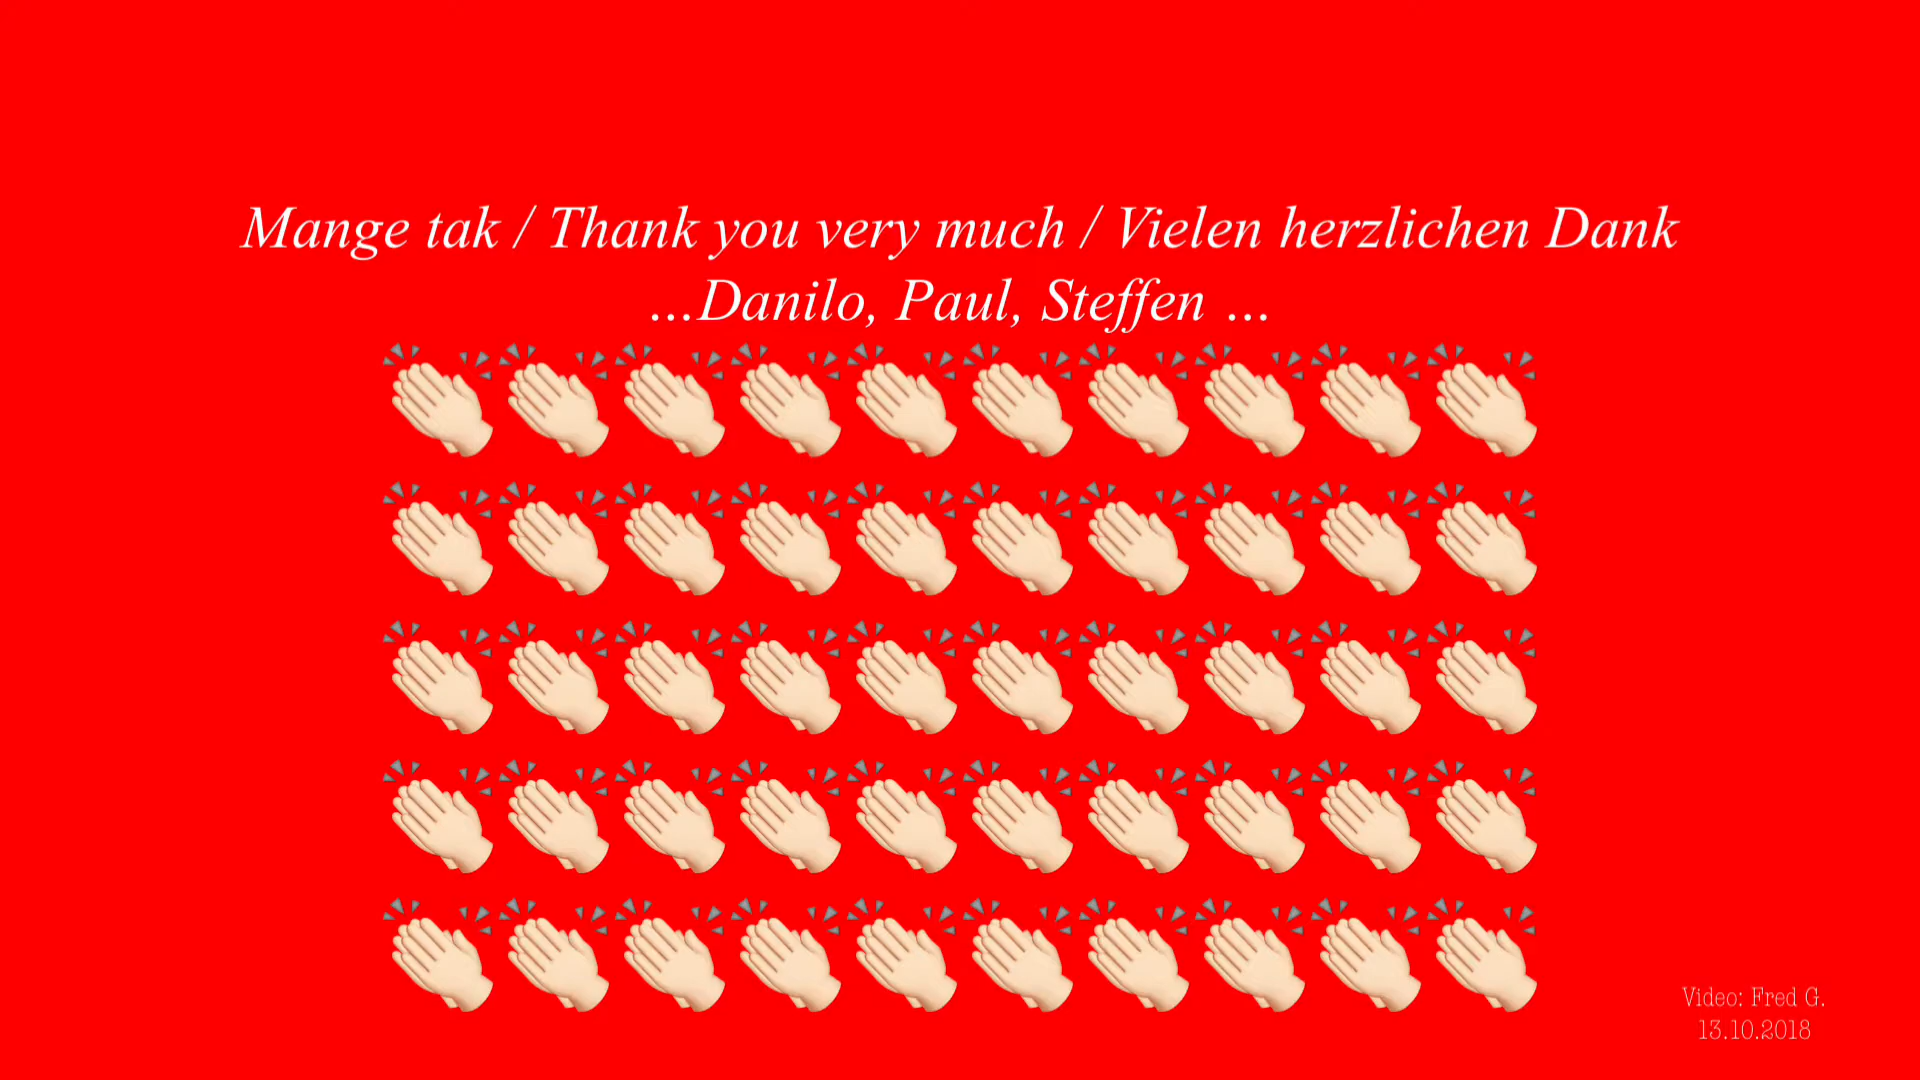 Mange tak / Thank you very much / Vielen herzlichen Dank
...Danilo, Paul, Steffen ...
Video: Fred G.
13.10.2018